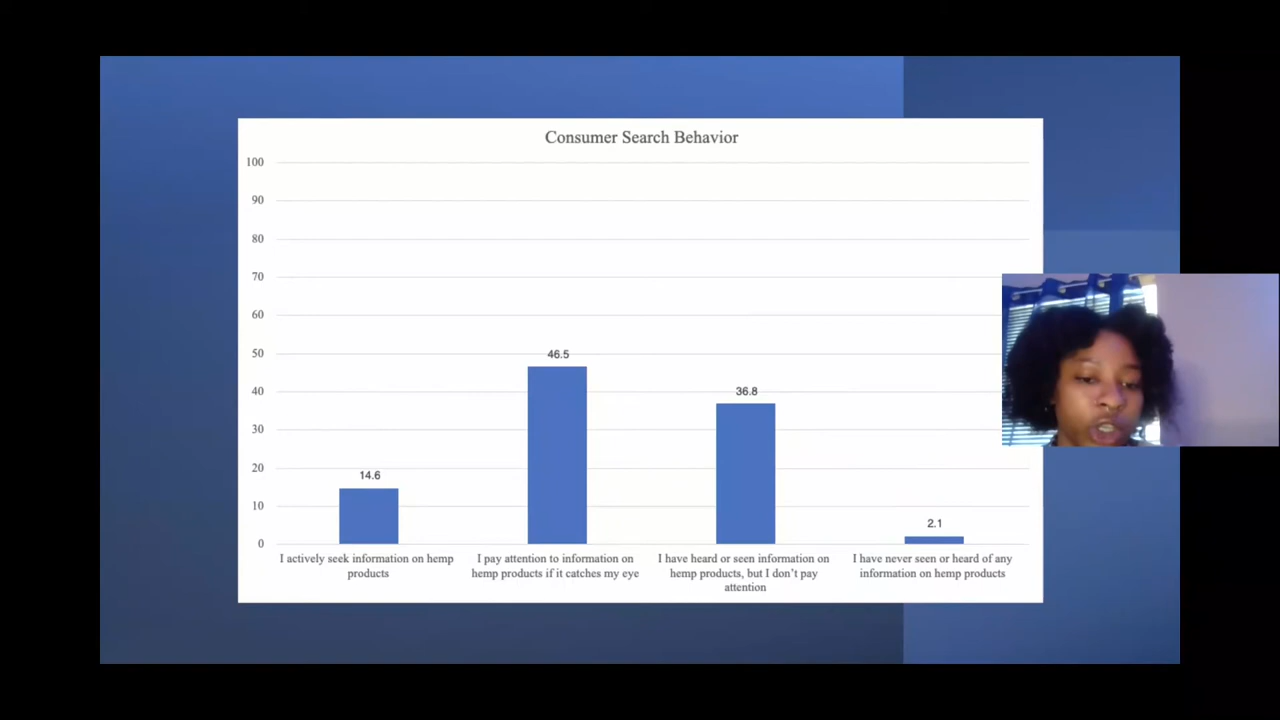 Consumer Search Behavior
100
90
80
70
60
50
40
30
20
10
0
14.6
46.5
36.8
2.1
I actively seek information on hemp
products
I pay attention to information on
hemp products if it catches my eye
I have heard or seen information on
hemp products, but I don't pay
attention
I have never seen or heard of any
information on hemp products